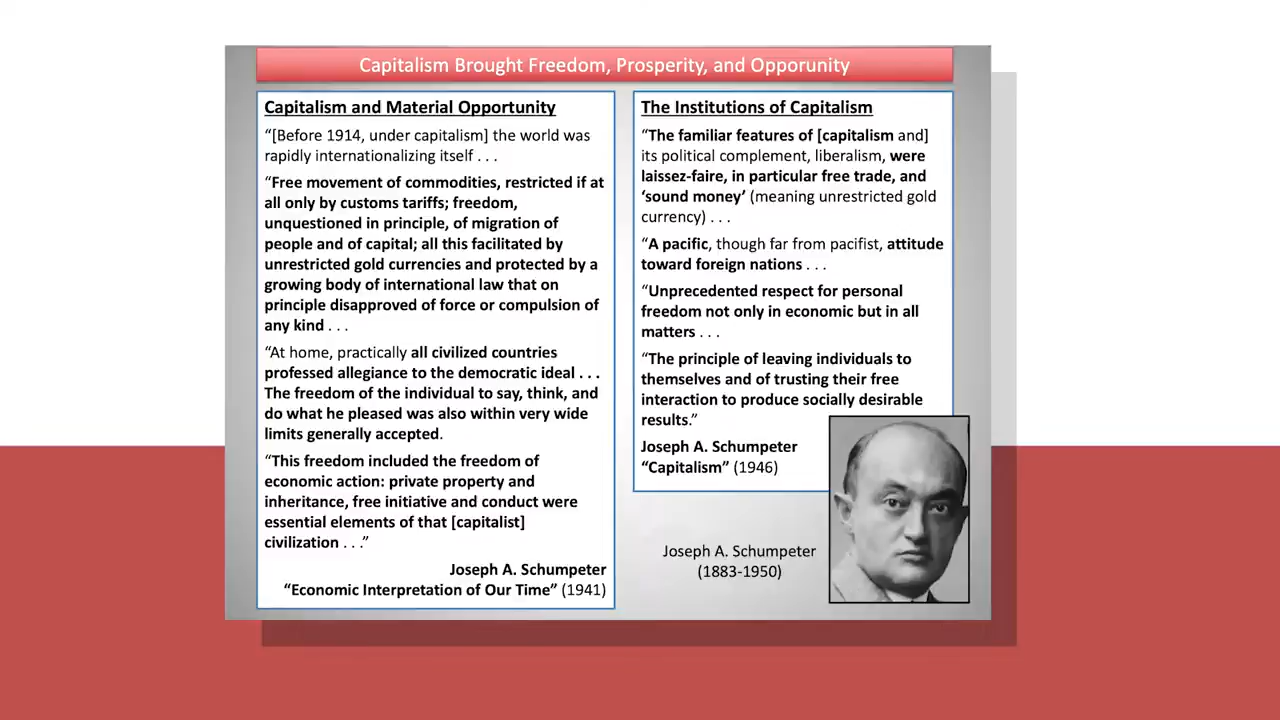 Capitalism Brought Freedom, Prosperity, and Opporunity
Capitalism and Material Opportunity
“[Before 1914, under capitalism] the world was
rapidly internationalizing itself . . .
“Free movement of commodities, restricted if at
all only by customs tariffs; freedom,
unquestioned in principle, of migration of
people and of capital; all this facilitated by
unrestricted gold currencies and protected by a
growing body of international law that on
principle disapproved of force or compulsion of
any kind . . .
“At home, practically all civilized countries
professed allegiance to the democratic ideal . . .
The freedom of the individual to say, think, and
do what he pleased was also within very wide
limits generally accepted.
“This freedom included the freedom of
economic action: private property and
inheritance, free initiative and conduct were
essential elements of that [capitalist]
civilization . . .”
Joseph A. Schumpeter
“Economic Interpretation of Our Time” (1941)
The Institutions of Capitalism
“The familiar features of [capitalism and]
its political complement, liberalism, were
laissez-faire, in particular free trade, and
‘sound money’ (meaning unrestricted gold
currency) . . .
“A pacific, though far from pacifist, attitude
toward foreign nations . . .
“Unprecedented respect for personal
freedom not only in economic but in all
matters . . .
“The principle of leaving individuals to
themselves and of trusting their free
interaction to produce socially desirable
results.”
Joseph A. Schumpeter
“Capitalism” (1946)
Joseph A. Schumpeter
(1883-1950)